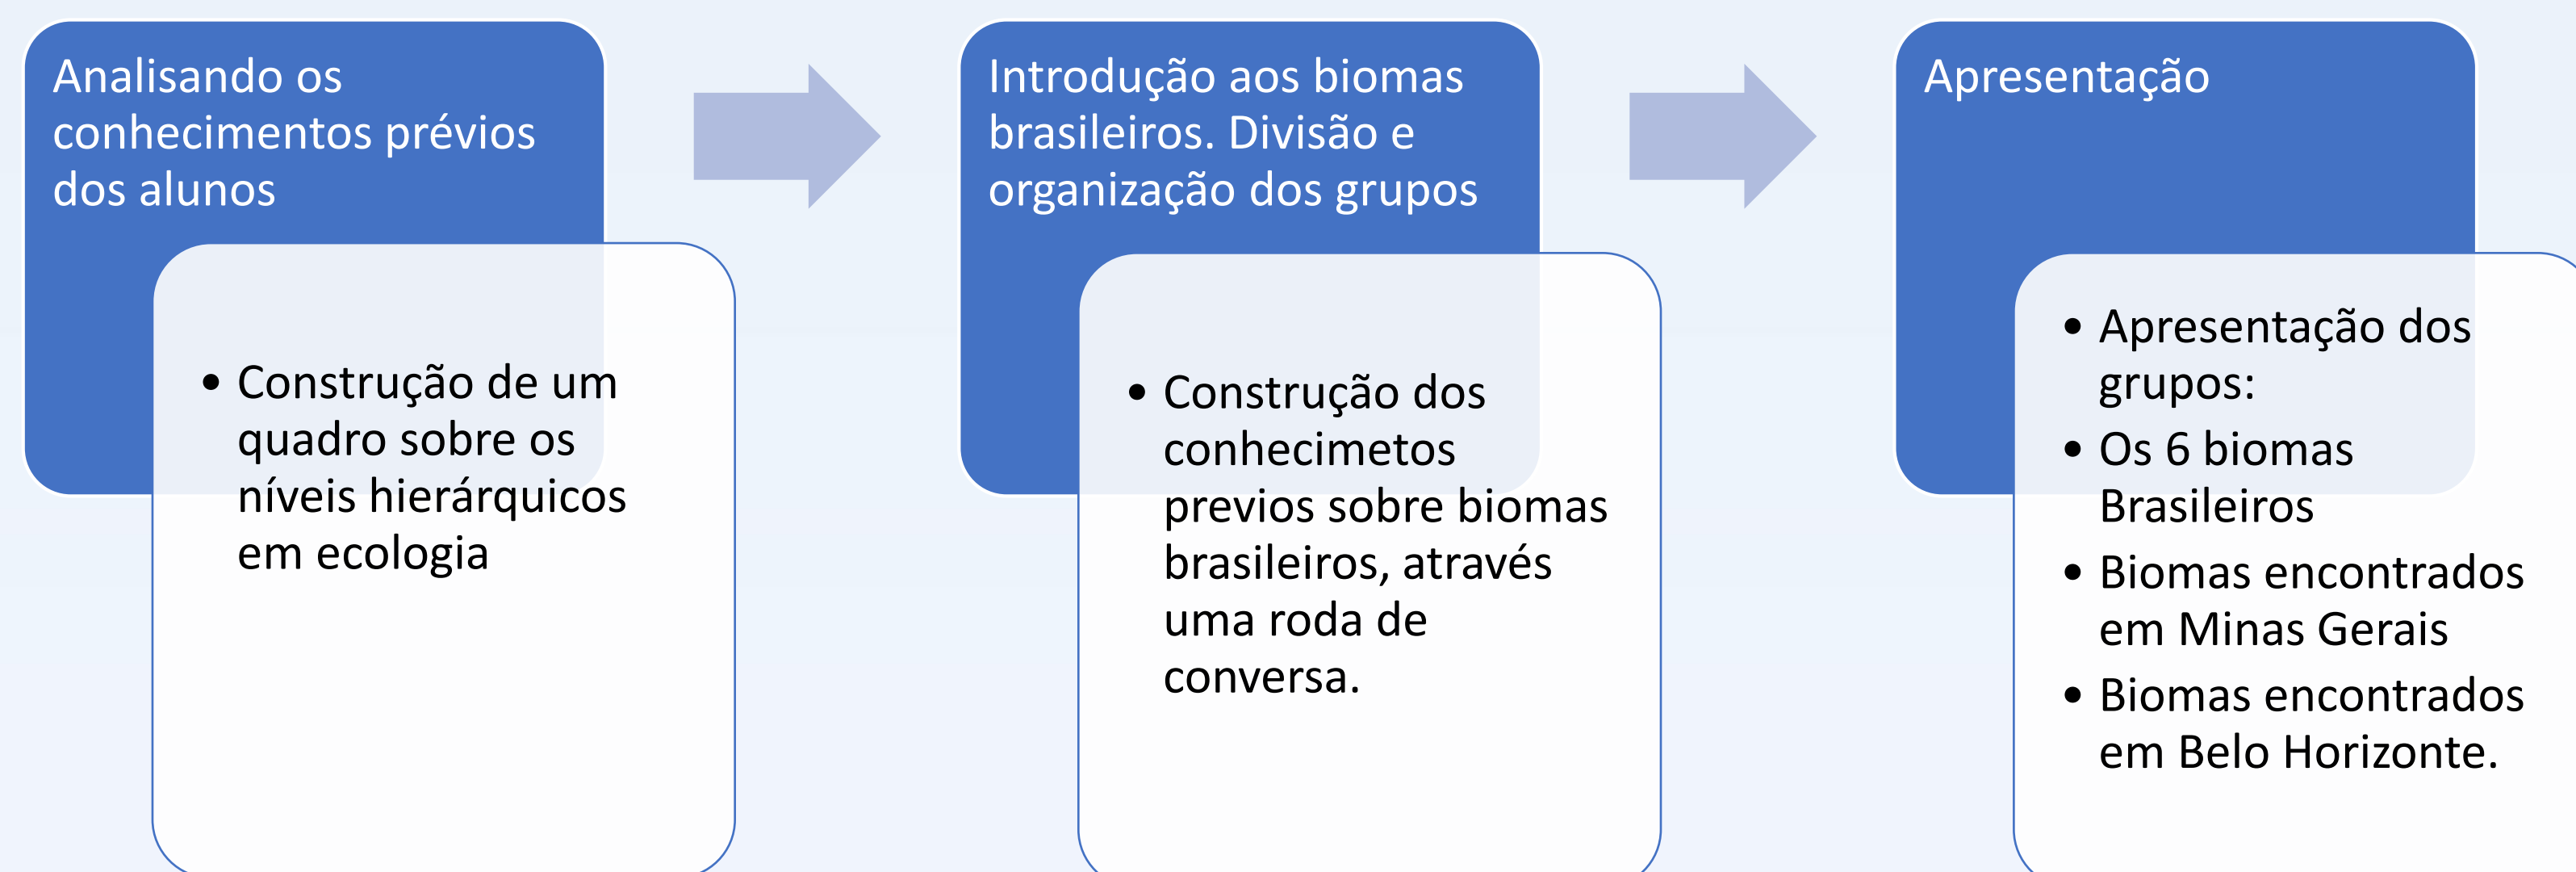 Analisando os
conhecimentos prévios
dos alunos
• Construção de um
quadro sobre os
níveis hierárquicos
em ecologia
Introdução aos biomas
brasileiros. Divisão e
organização dos grupos
• Construção dos
conhecimetos
previos sobre biomas
brasileiros, através
uma roda de
conversa.
Apresentação
• Apresentação dos
grupos:
• Os 6 biomas
Brasileiros
• Biomas encontrados
em Minas Gerais
• Biomas encontrados
em Belo Horizonte.